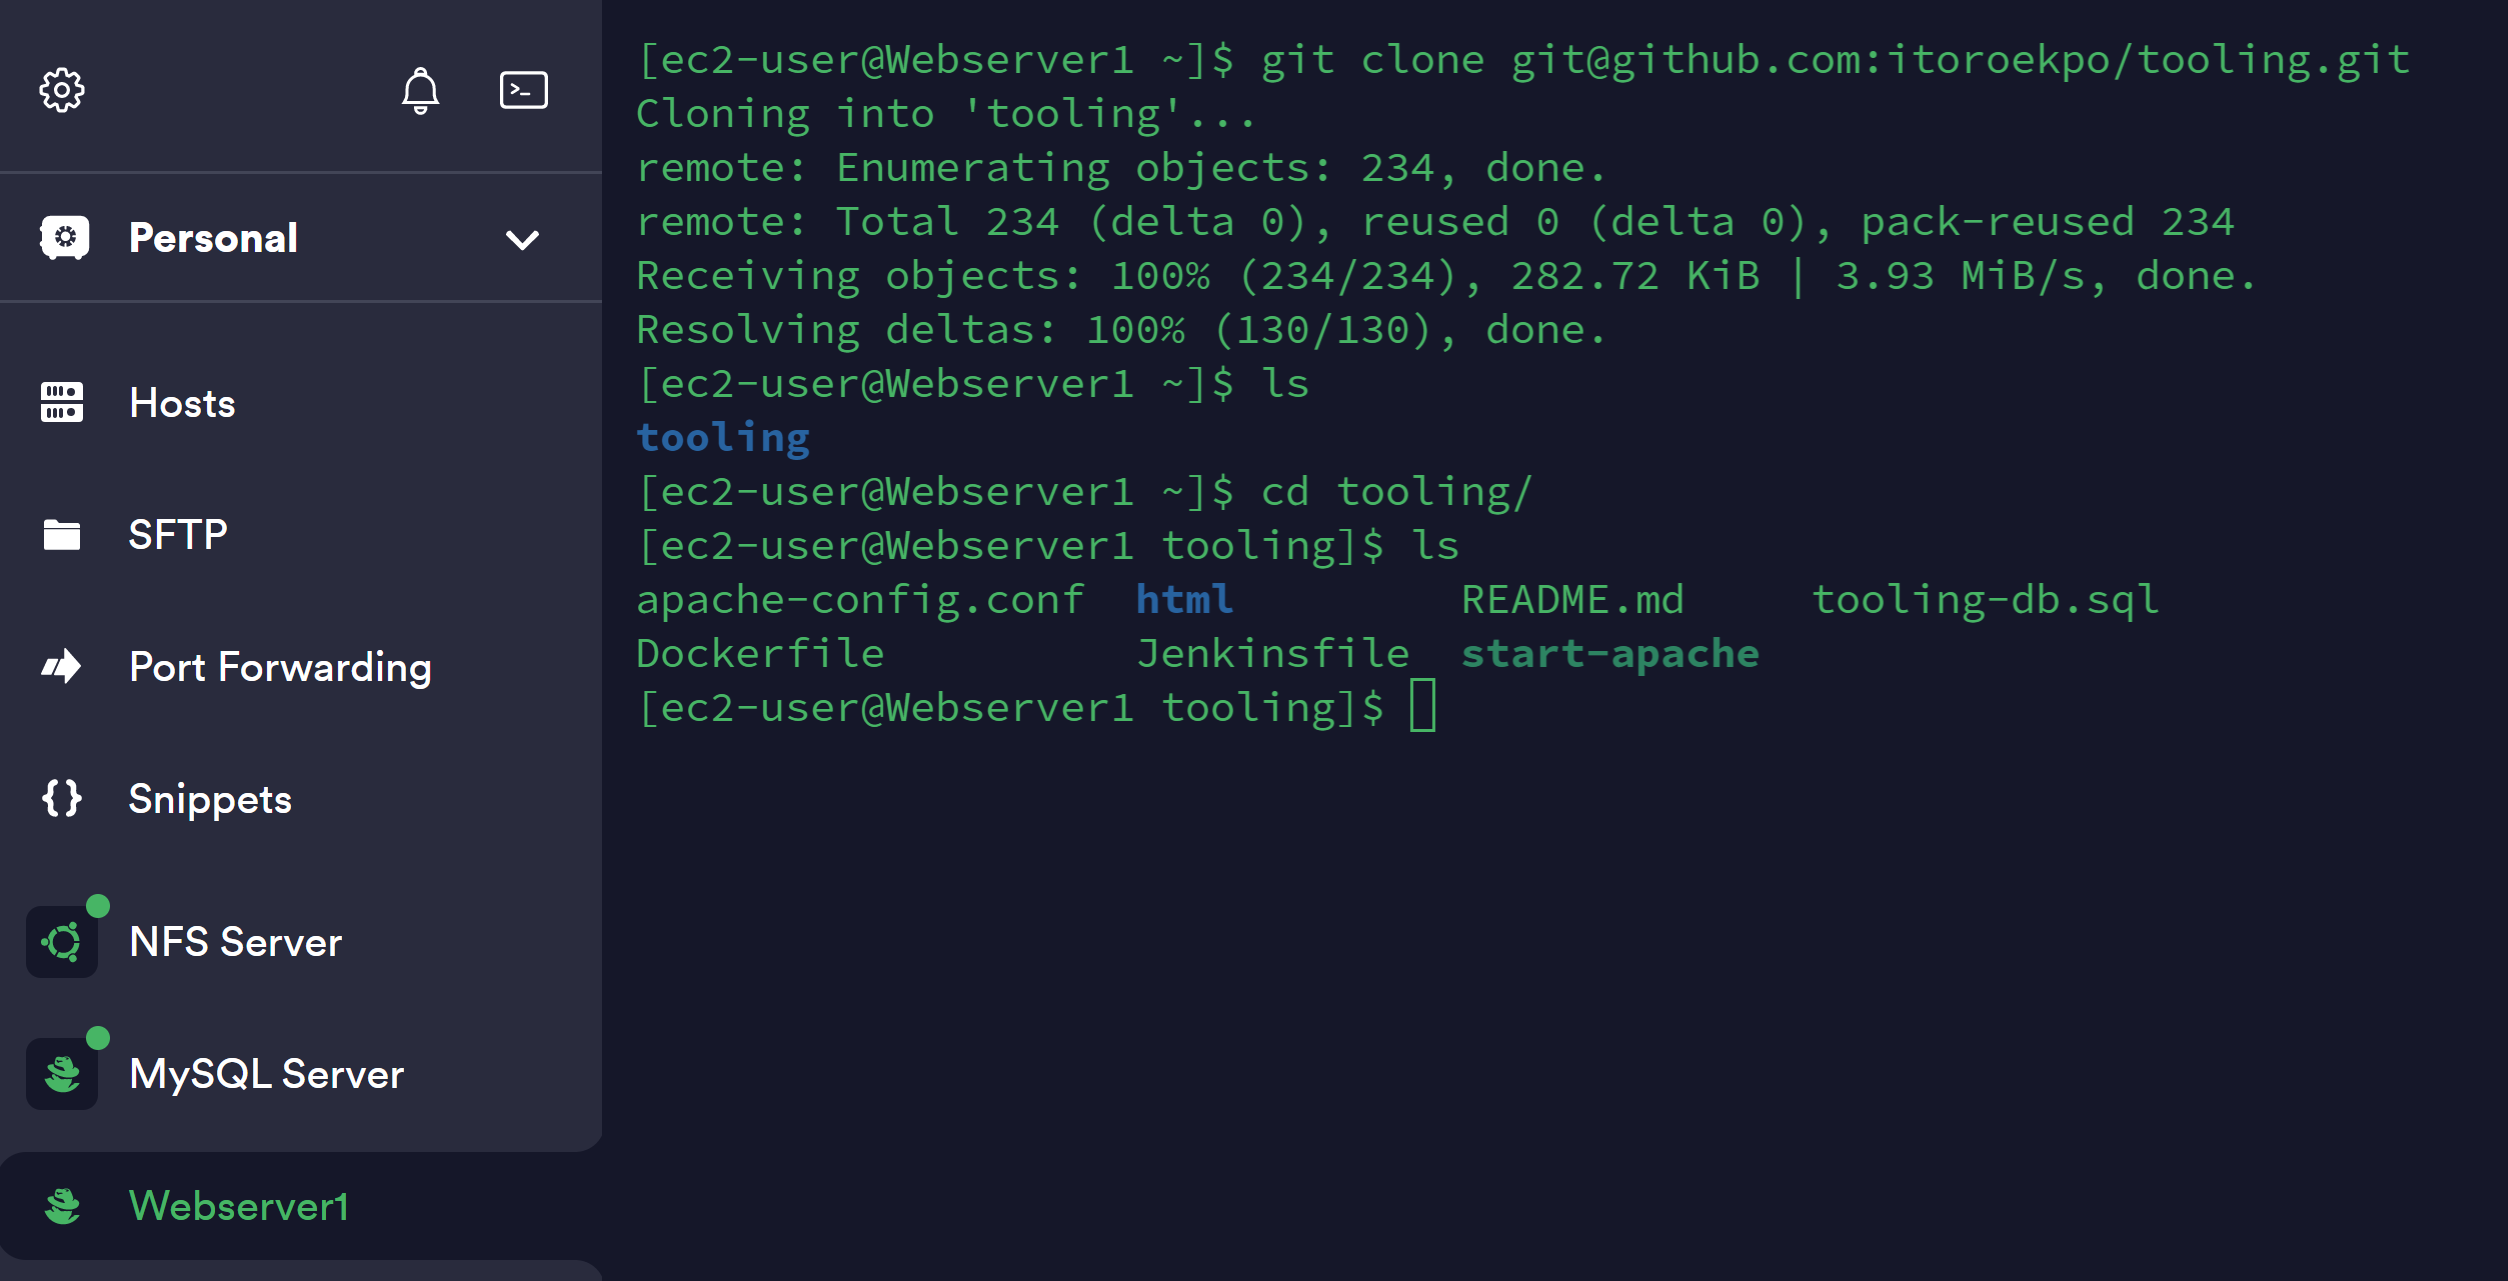 Personal
Hosts
SFTP
Port Forwarding
Snippets
NFS Server
MySQL Server
Webserver1
[ec2-user@Webserver1 ~]$ git clone git@github.com:itoroekpo/tooling.git
Cloning into 'tooling'...
remote: Enumerating objects: 234, done.
remote: Total 234 (delta 0), reused 0 (delta 0), pack-reused 234
Receiving objects: 100% (234/234), 282.72 KiB | 3.93 MiB/s, done.
Resolving deltas: 100% (130/130), done.
[ec2-user@Webserver1 ~]$ ls
tooling
[ec2-user@Webserver1 ~]$ cd tooling/
[ec2-user@Webserver1 tooling]$ ls
apache-config.conf  html         README.md     tooling-db.sql
Dockerfile          Jenkinsfile  start-apache
[ec2-user@Webserver1 tooling]$